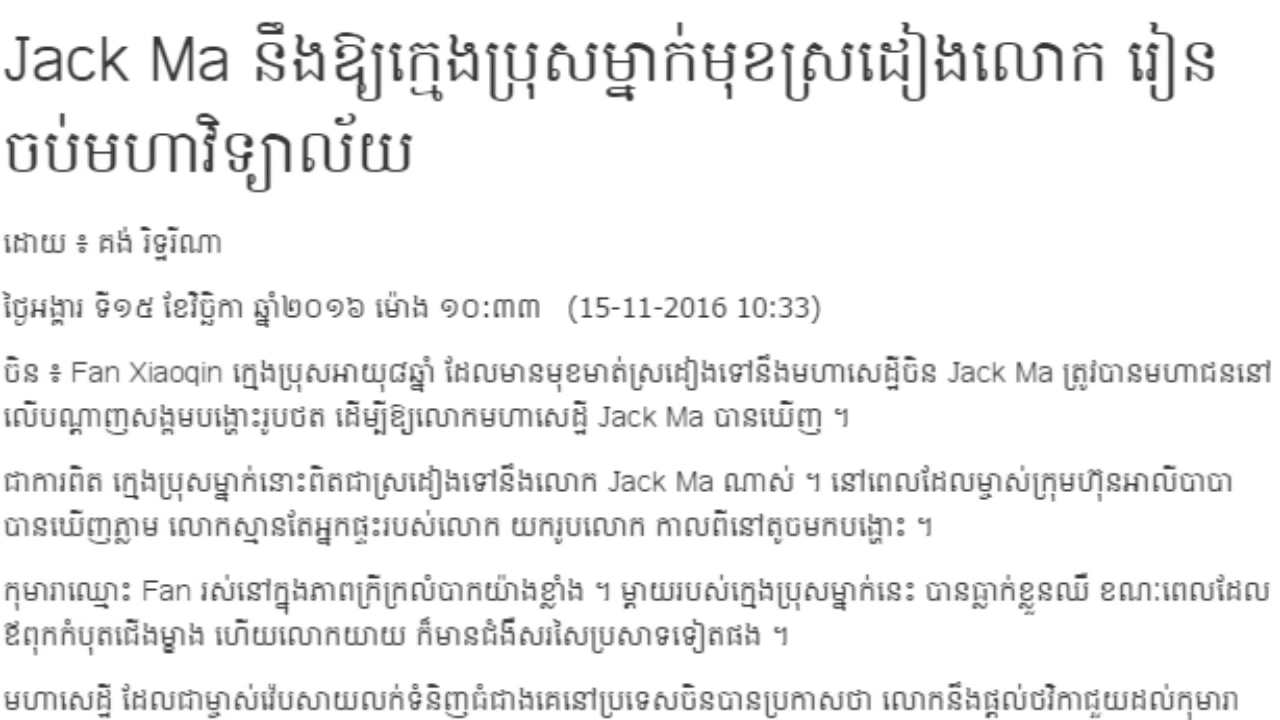 Jack Ma នឹងឱ្យក្មេងប្រុសម្នាក់មុខស្រដៀងលោក រៀន
ចប់មហាវិទ្យាល័យ
ដោយ ៖ គង់ រិទ្ធរីណា
ថ្ងៃអង្គារ ទី១៥ ខែវិច្ឆិកា ឆ្នាំ២០១៦ ម៉ោង ១០:៣៣ (15-11-2016 10:33)
ចិន ៖ Fan Xiaoqin ក្មេងប្រុសអាយុ៨ឆ្នាំ ដែលមានមុខមាត់ស្រដៀងទៅនឹងមហាសេដ្ឋីចិន Jack Ma ត្រូវបានមហាជននៅ
លើបណ្តាញសង្គមបង្ហោះរូបថត ដើម្បីឱ្យលោកមហាសេដ្ឋី Jack Ma បានឃើញ ។
ជាការពិត ក្មេងប្រុសម្នាក់នោះពិតជាស្រដៀងទៅនឹងលោក Jack Ma ណាស់ ។ នៅពេលដែលម្ចាស់ក្រុមហ៊ុនអាលីបាបា
បានឃើញភ្លាម លោកស្មានតែអ្នកផ្ទះរបស់លោក យករូបលោក កាលពីនៅតូចមកបង្ហោះ ។
កុមារាឈ្មោះ Fan រស់នៅក្នុងភាពក្រីក្រលំបាកយ៉ាងខ្លាំង ។ ម្តាយរបស់ក្មេងប្រុសម្នាក់នេះ បានធ្លាក់ខ្លួនឈឺ ខណៈពេលដែល
ឪពុកកំបុតជើងម្ខាង ហើយលោកយាយ ក៏មានជំងឺសរសៃប្រសាទទៀតផង ។
មហាសេដ្ឋី ដែលជាម្ចាស់វេបសាយលក់ទំនិញធំជាងគេនៅប្រទេសចិនបានប្រកាសថា លោកនឹងផ្តល់ថវិកាជួយដល់កុមារា